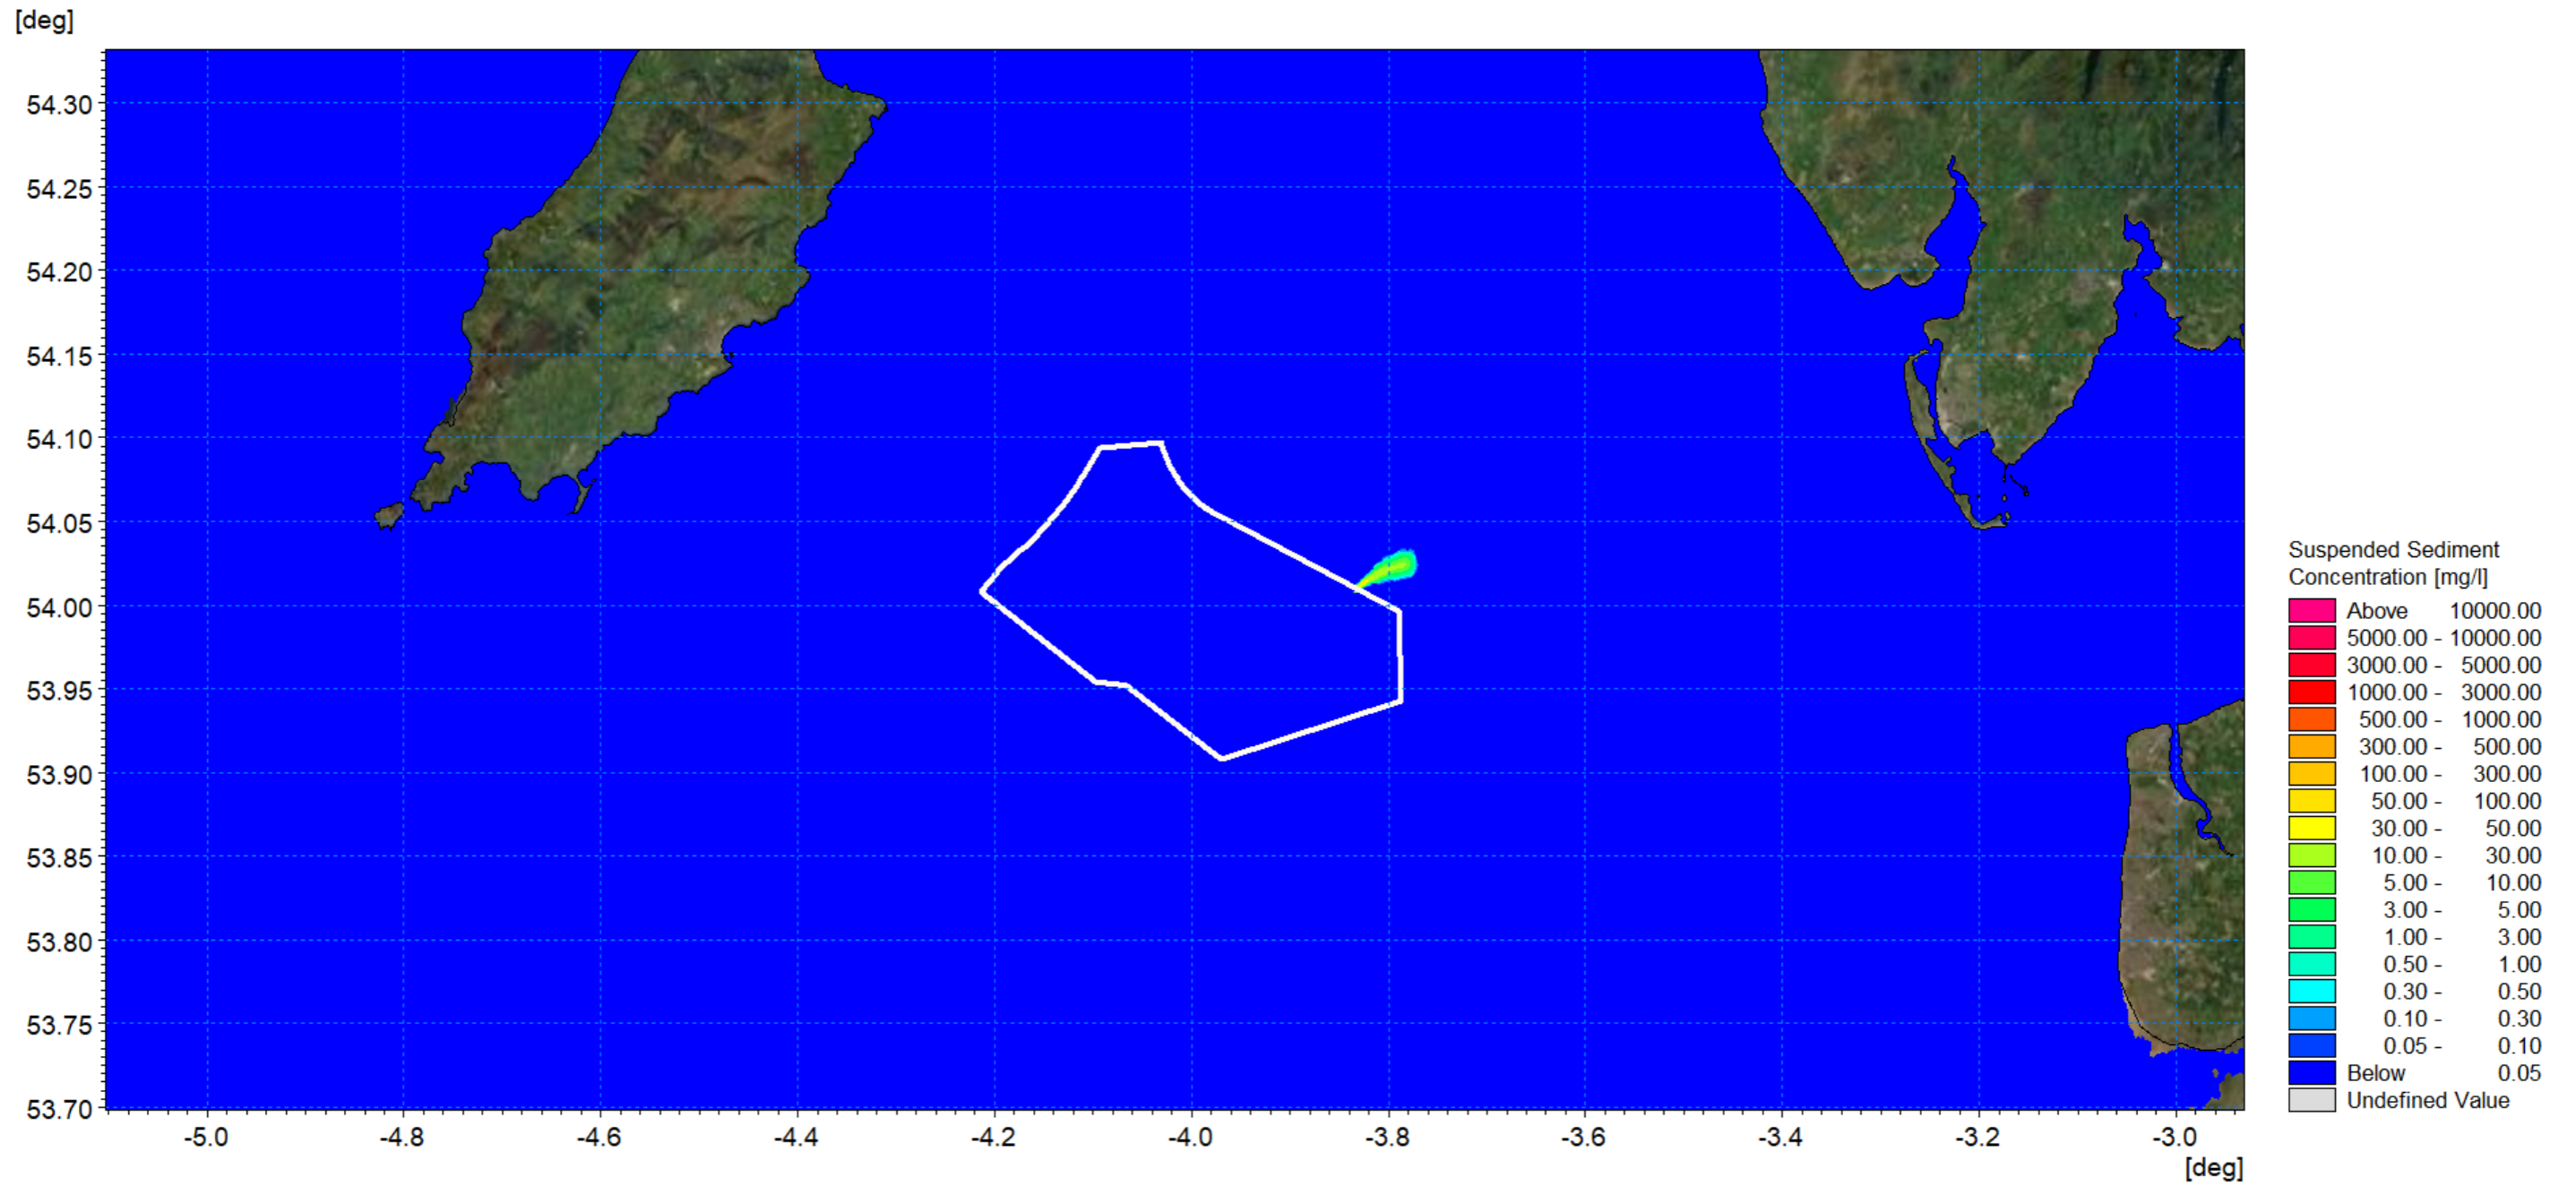 [deg]
54.30
54.25
54.20
54.15
54.10
54.05
54.00
53.95
53.90
53.85
53.80
53.75
53.70
-5.0 -4.8 -4.6 -4.4 -4.2 -4.0 -3.8 -3.6 -3.4 -3.2 -3.0
[deg]
Suspended Sediment
Concentration [mg/l]
Above 10000.00
5000.00 - 10000.00
3000.00 - 5000.00
1000.00 - 3000.00
500.00 - 1000.00
300.00 - 500.00
100.00 - 300.00
50.00 - 100.00
30.00 - 50.00
10.00 - 30.00
5.00 - 10.00
3.00 - 5.00
1.00 - 3.00
0.50 - 1.00
0.30 - 0.50
0.10 - 0.30
0.05 - 0.10
Below 0.05
Undefined Value